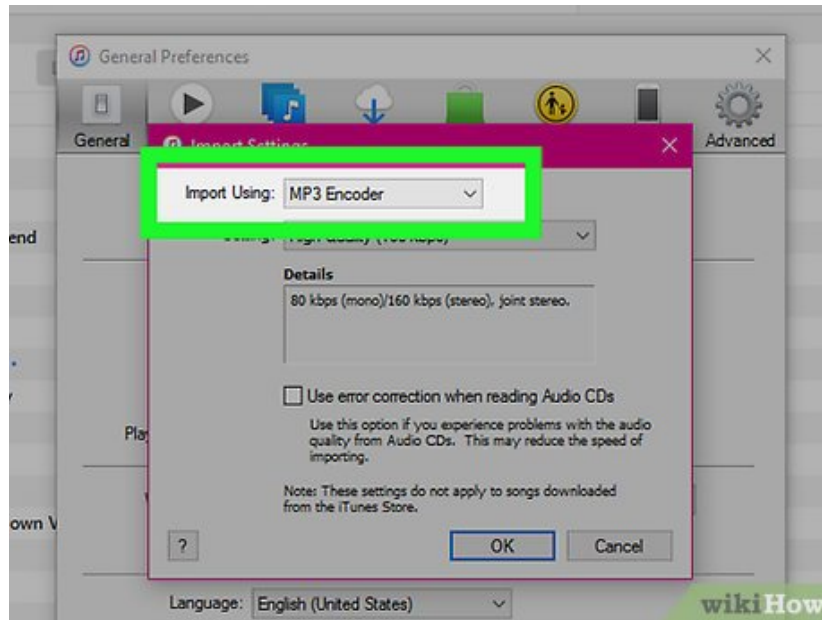 General Preferences
General
Advanced
Import Settings
Import Using: MP3 Encoder
end
Details
80 kbps (mono)/160 kbps (stereo), joint stereo.
Use error correction when reading Audio CDs
Use this option if you experience problems with the audio
quality from Audio CDs. This may reduce the speed of
importing.
Note: These settings do not apply to songs downloaded
from the iTunes Store.
own V
? OK Cancel
Language: English (United States)
wikiHow